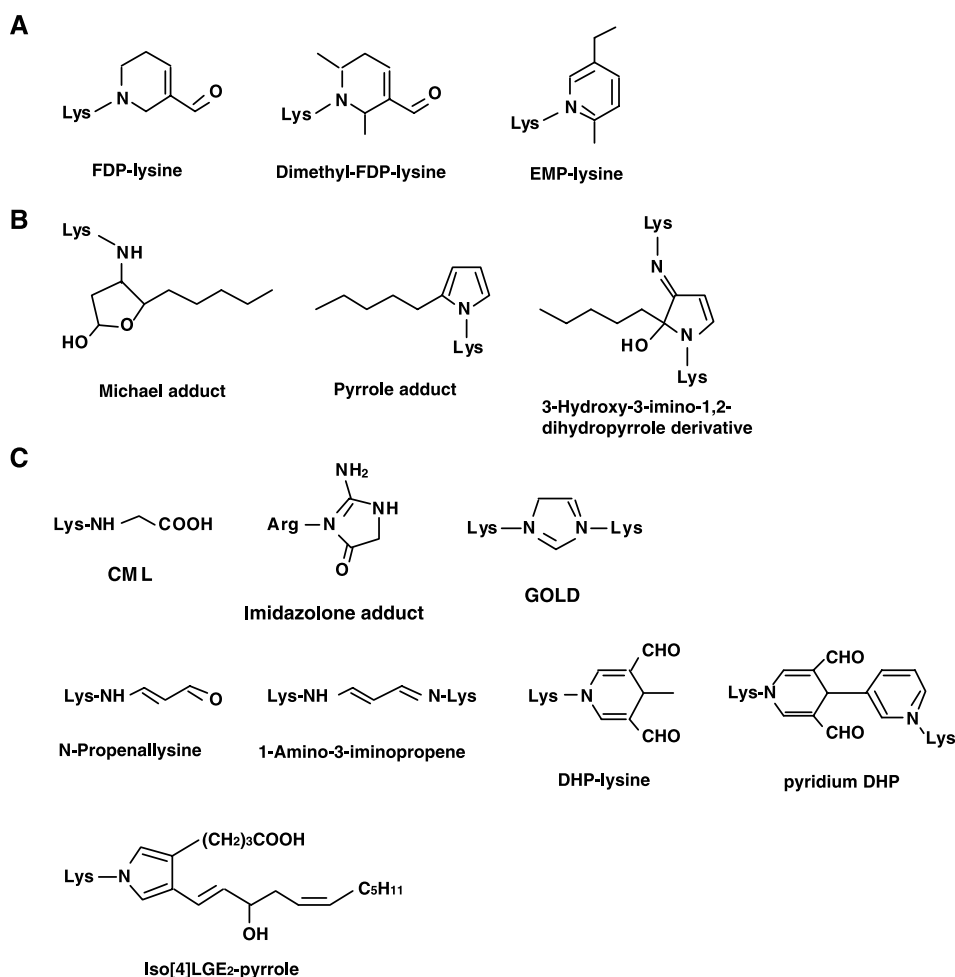 A
Lys
N
O
FDP-lysine
Lys
N
O
Dimethyl-FDP-lysine
Lys
N
EMP-lysine
B
Lys
NH
HO
O
Michael adduct
N
Lys
Pyrrole adduct
Lys
N
HO
N
Lys
3-Hydroxy-3-imino-1,2-
dihydropyrrole derivative
C
Lys-NH
COOH
CML
NH2
Arg
N
NH
O
Imidazolone adduct
Lys
N
N
Lys
GOLD
Lys-NH
O
N-Propenallysine
Lys-NH
N-Lys
1-Amino-3-iminopropene
CHO
Lys
N
CHO
DHP-lysine
CHO
Lys
N
CHO
N
Lys
pyridium DHP
(CH2)3COOH
Lys
N
C5H11
OH
Iso[4]LGE2-pyrrole